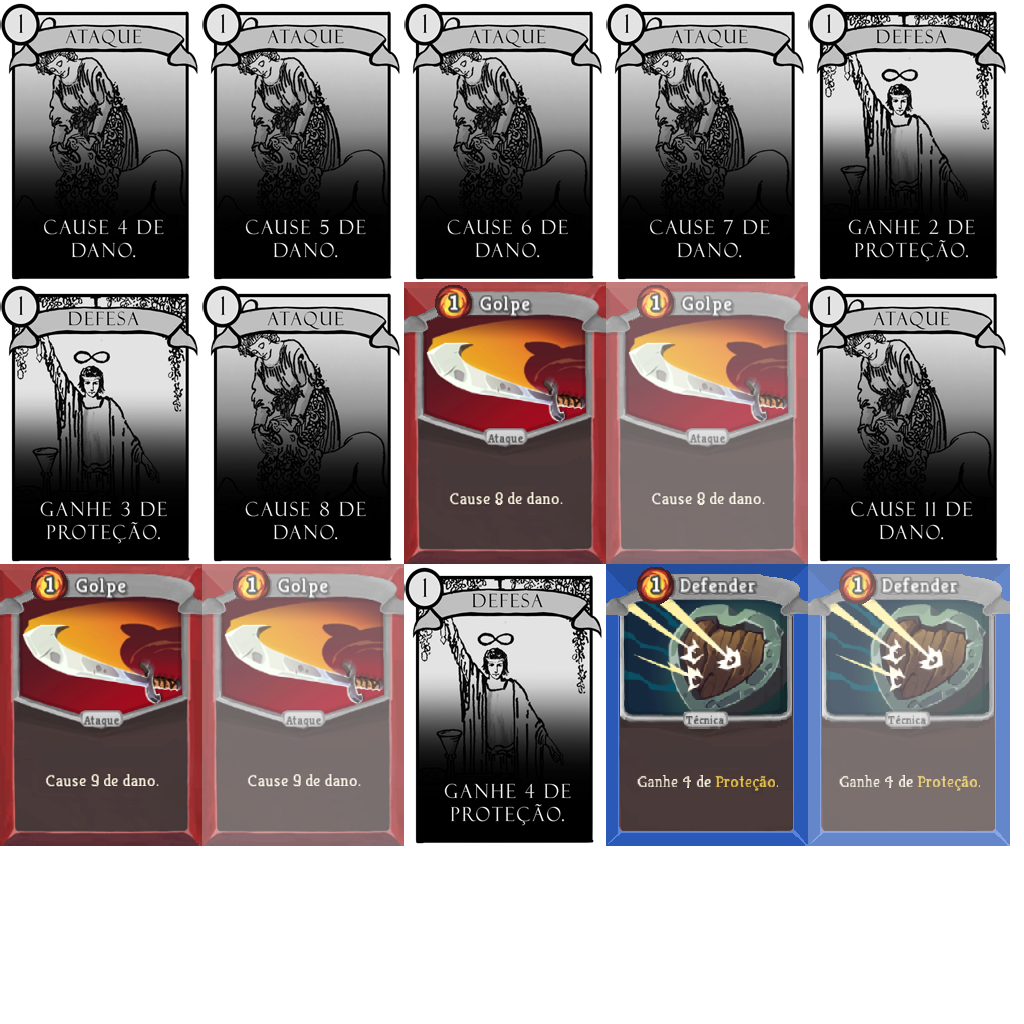 1
ATAQUE
CAUSE 4 DE
DANO.
1
ATAQUE
CAUSE 5 DE
DANO.
1
ATAQUE
CAUSE 6 DE
DANO.
1
ATAQUE
CAUSE 7 DE
DANO.
1
DEFESA
GANHE 2 DE
PROTEÇÃO.
1
DEFESA
GANHE 3 DE
PROTEÇÃO.
1
ATAQUE
CAUSE 8 DE
DANO.
1
Golpe
Ataque
Cause 8 de dano.
1
Golpe
Ataque
Cause 8 de dano.
1
ATAQUE
CAUSE 11 DE
DANO.
1
Golpe
Ataque
Cause 9 de dano.
1
Golpe
Ataque
Cause 9 de dano.
1
DEFESA
GANHE 4 DE
PROTEÇÃO.
1
Defender
Técnica
Ganhe 4 de Proteção.
1
Defender
Técnica
Ganhe 4 de Proteção.